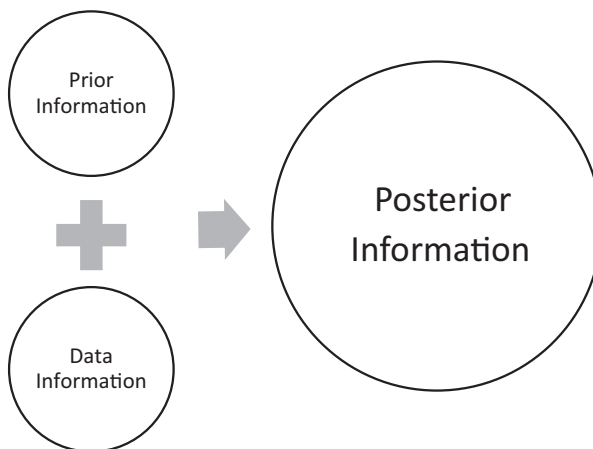 Prior
Information
Data
Information
Posterior
Information